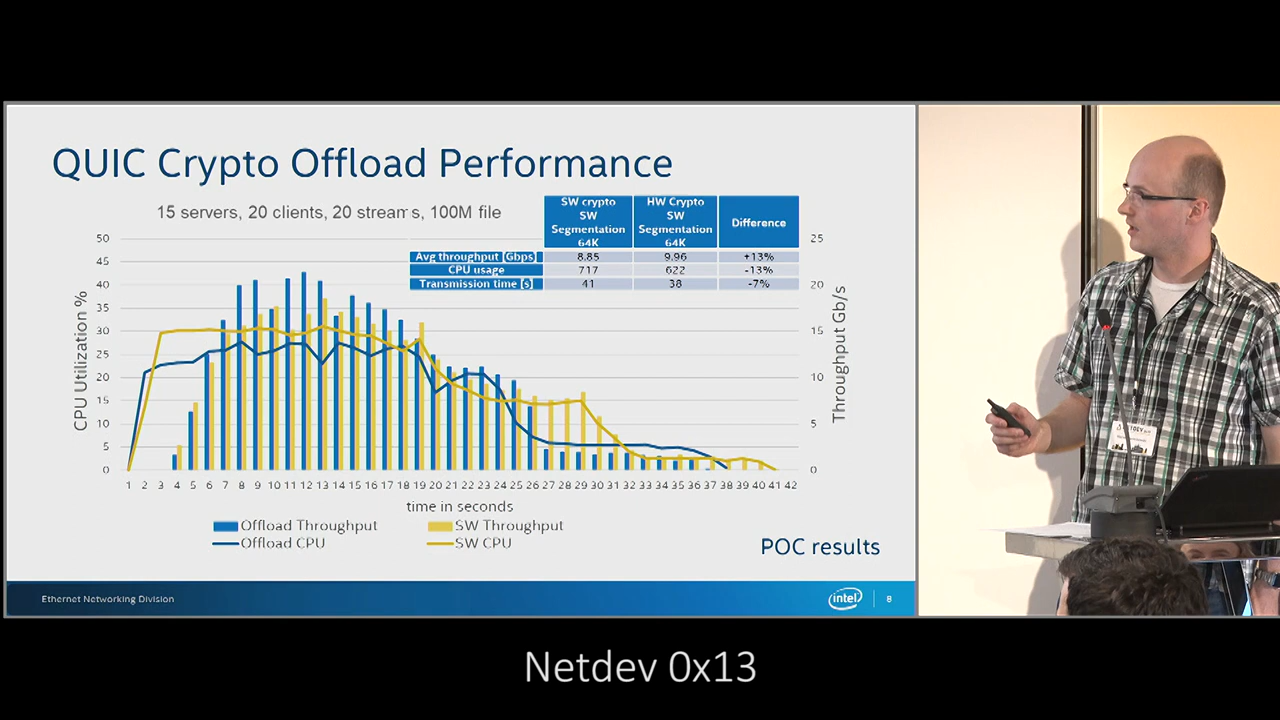 QUIC Crypto Offload Performance
15 servers, 20 clients, 20 streams, 100M file
SW crypto SW Segmentation 64K
HW Crypto SW Segmentation 64K
Difference
Avg throughput [Gbps] 8.85 9.96 +13%
CPU usage 717 622 -13%
Transmission time [s] 41 38 -7%
CPU Utilization %
50
45
40
35
30
25
20
15
10
5
0
25
20
15
10
5
0
Throughput Gb/s
1 2 3 4 5 6 7 8 9 10 11 12 13 14 15 16 17 18 19 20 21 22 23 24 25 26 27 28 29 30 31 32 33 34 35 36 37 38 39 40 41 42
time in seconds
Offload Throughput SW Throughput
Offload CPU SW CPU
POC results
Ethernet Networking Division
intel
8
Netdev 0x13